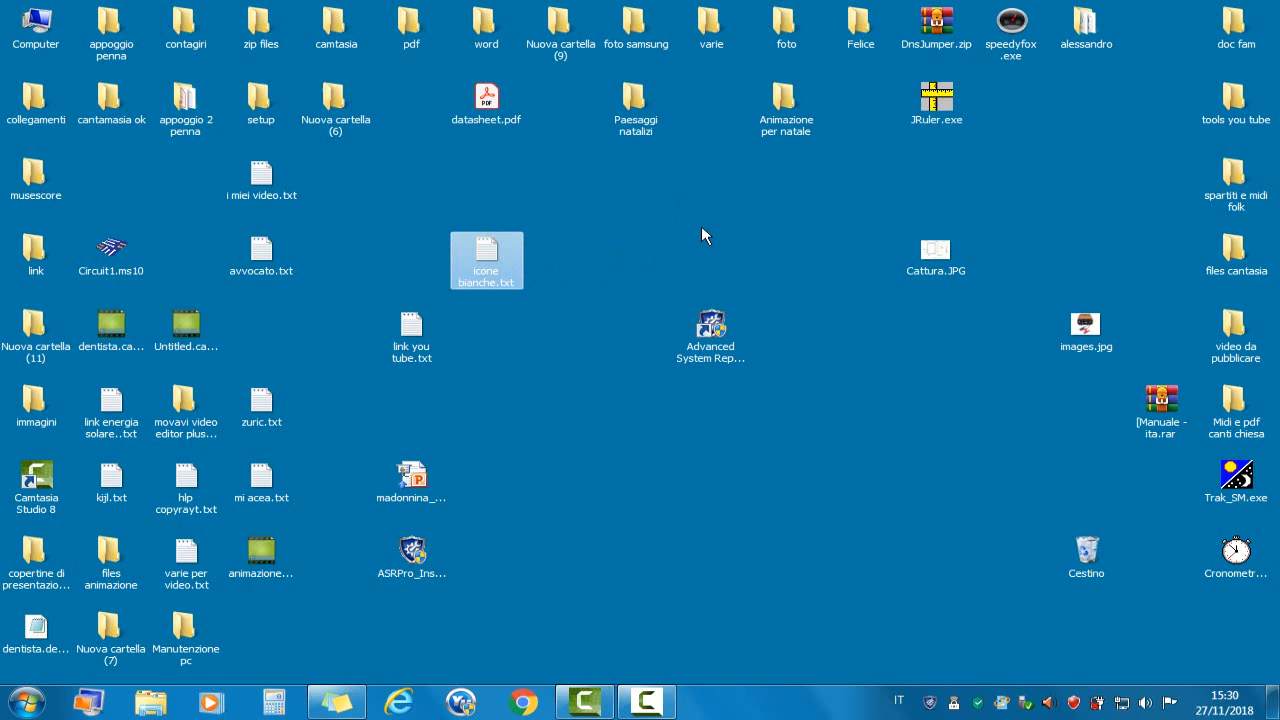 Computer
appoggio
penna
contagiri
zip files
camtasia
pdf
word
Nuova cartella
(9)
foto samsung
varie
foto
Felice
DnsJumper.zip
speedyfox
.exe
alessandro
doc fam
collegamenti
cantamasia ok
appoggio 2
penna
setup
Nuova cartella
(6)
datasheet.pdf
Paesaggi
natalizi
Animazione
per natale
JRuler.exe
tools you tube
musescore
i miei video.txt
spartiti e midi
folk
link
Circuit1.ms10
avvocato.txt
icone
bianche.txt
Cattura.JPG
files cantasia
Nuova cartella
(11)
dentista.ca...
Untitled.ca...
link you
tube.txt
Advanced
System Rep...
images.jpg
video da
pubblicare
immagini
link energia
solare..txt
movavi video
editor plus...
zuric.txt
[Manuale -
ita.rar
Midi e pdf
canti chiesa
Camtasia
Studio 8
kijl.txt
hlp
copyrayt.txt
mi acea.txt
madonnina_...
Trak_SM.exe
copertine di
presentazio...
files
animazione
varie per
video.txt
animazione...
ASRPro_Ins...
Cestino
Cronometr...
dentista.de...
Nuova cartella
(7)
Manutenzione
pc
IT
15:30
27/11/2018